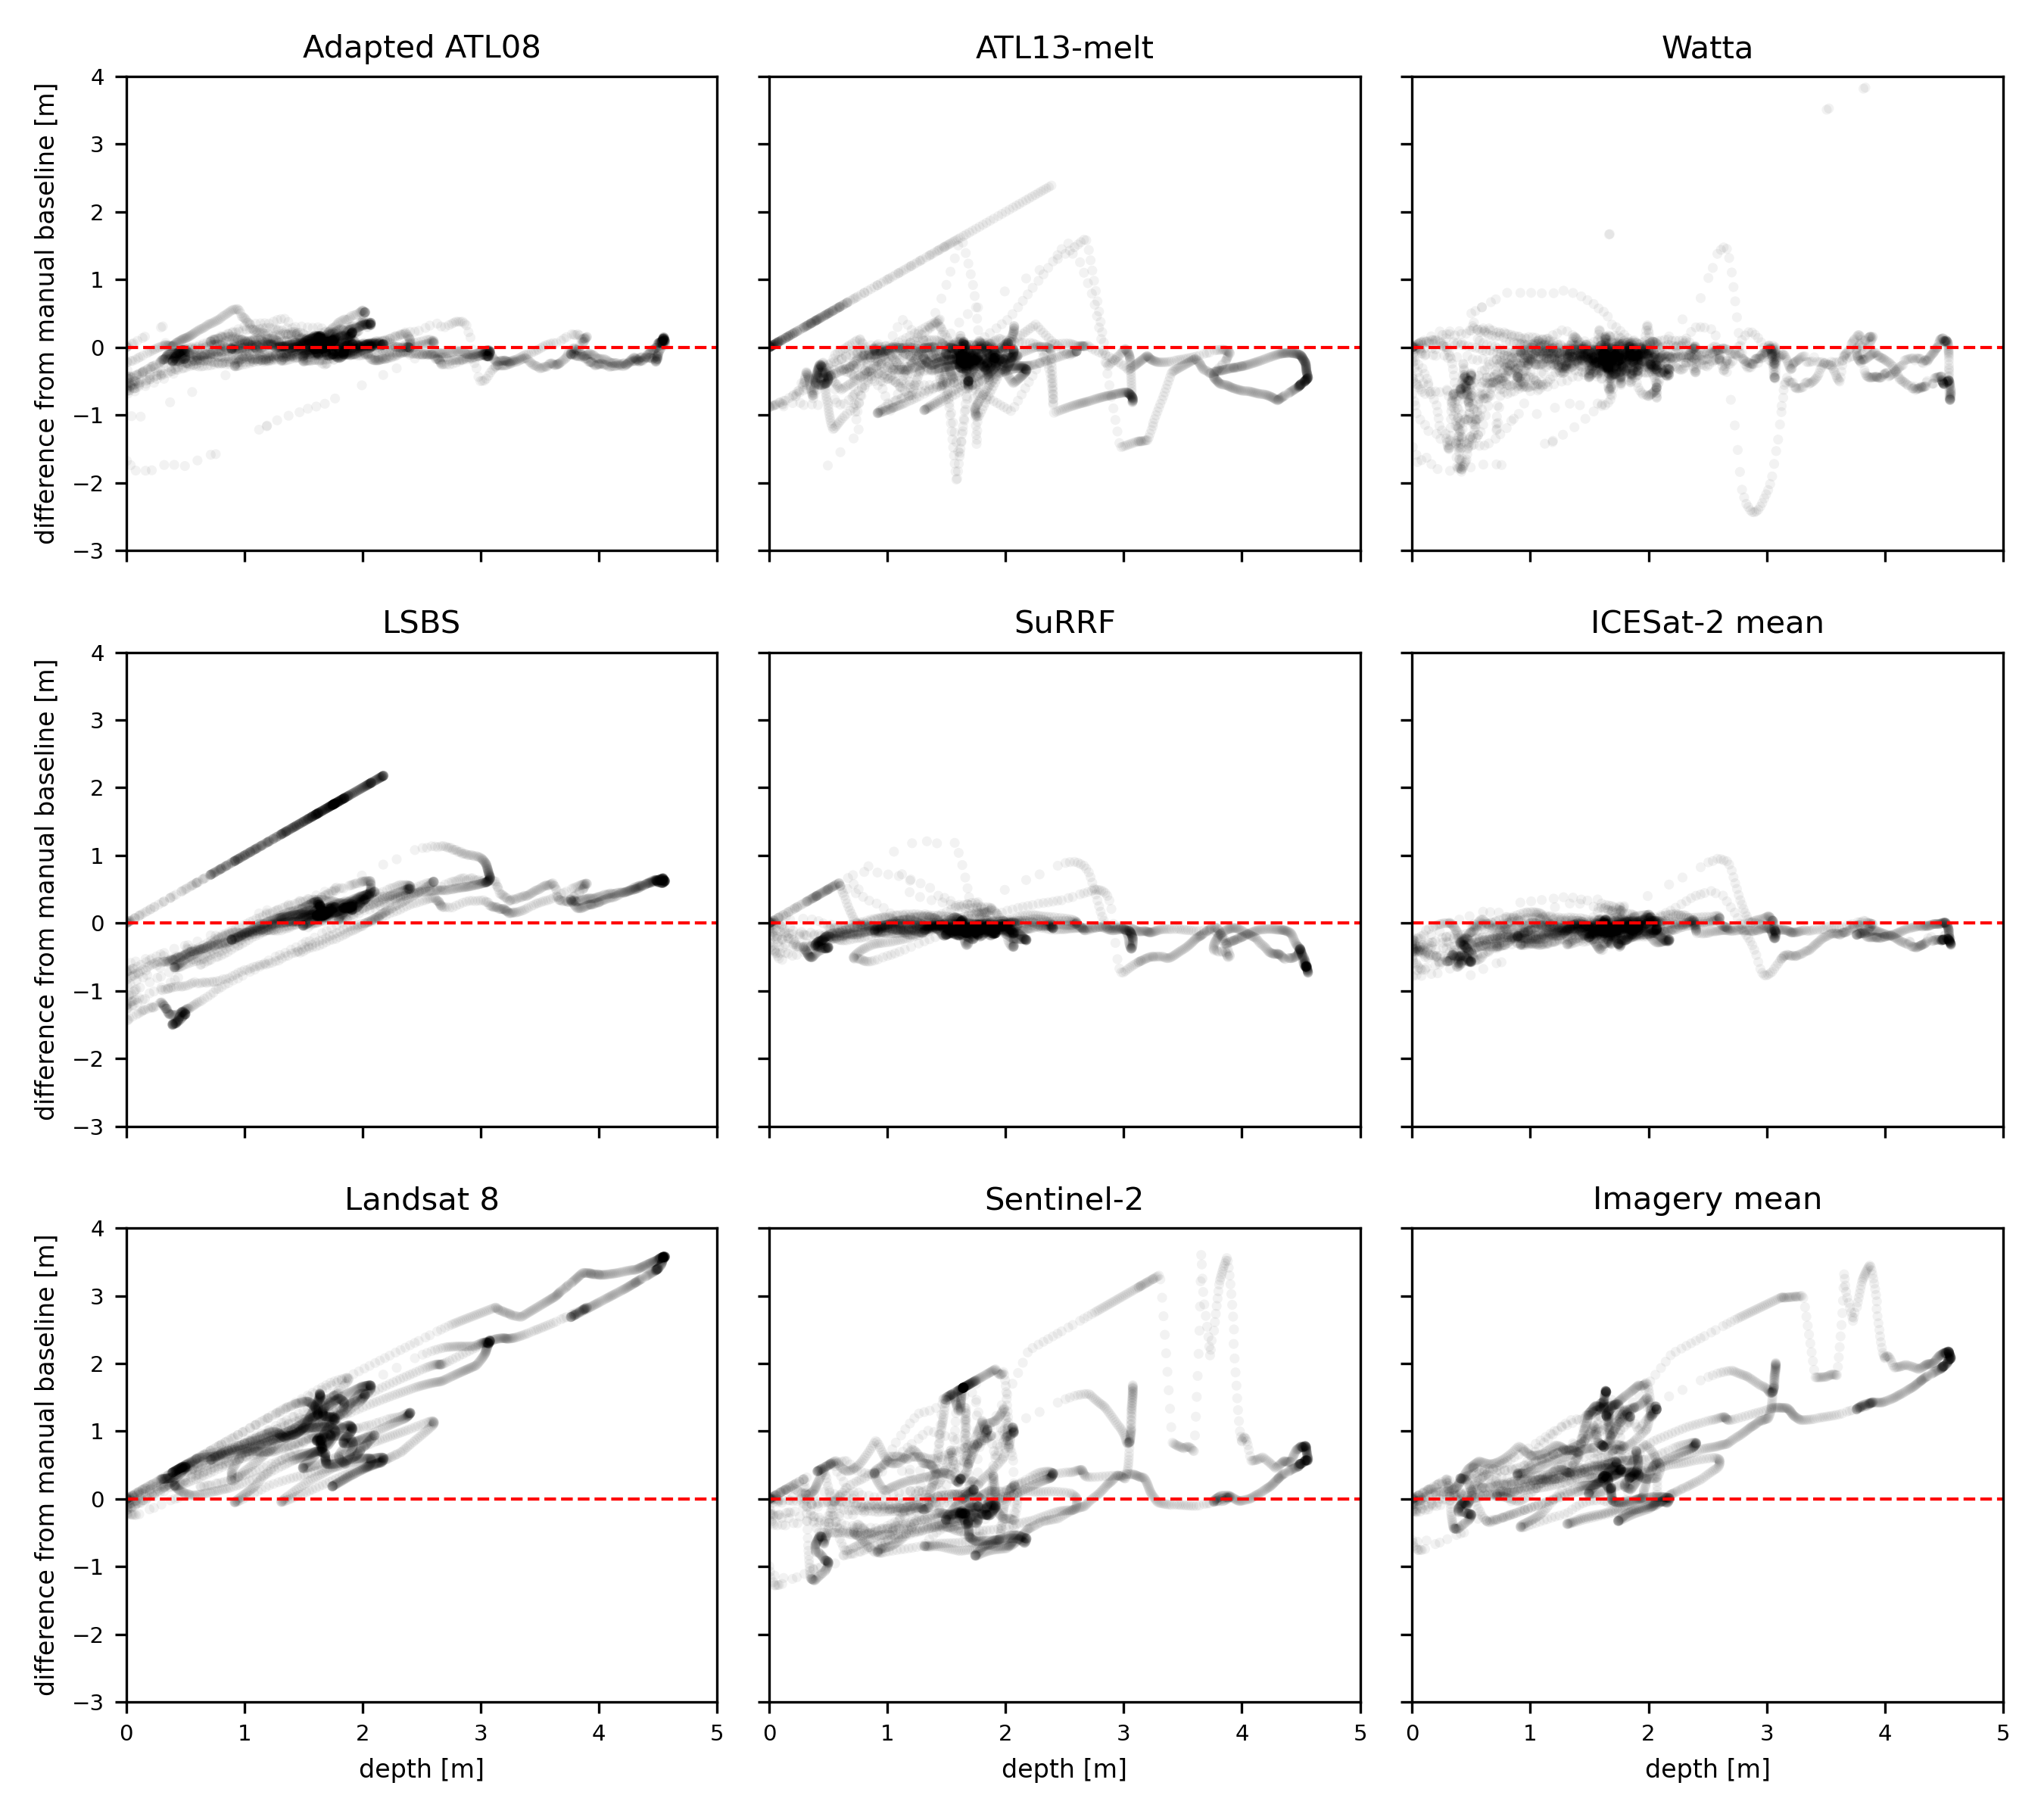 Adapted ATL08
ATL13-melt
Watta
difference from manual baseline [m]
4
3
2
1
0
−1
−2
−3
LSBS
SuRRF
ICESat-2 mean
difference from manual baseline [m]
4
3
2
1
0
−1
−2
−3
Landsat 8
Sentinel-2
Imagery mean
difference from manual baseline [m]
4
3
2
1
0
−1
−2
−3
0 1 2 3 4 5
0 1 2 3 4 5
0 1 2 3 4 5
depth [m]
depth [m]
depth [m]